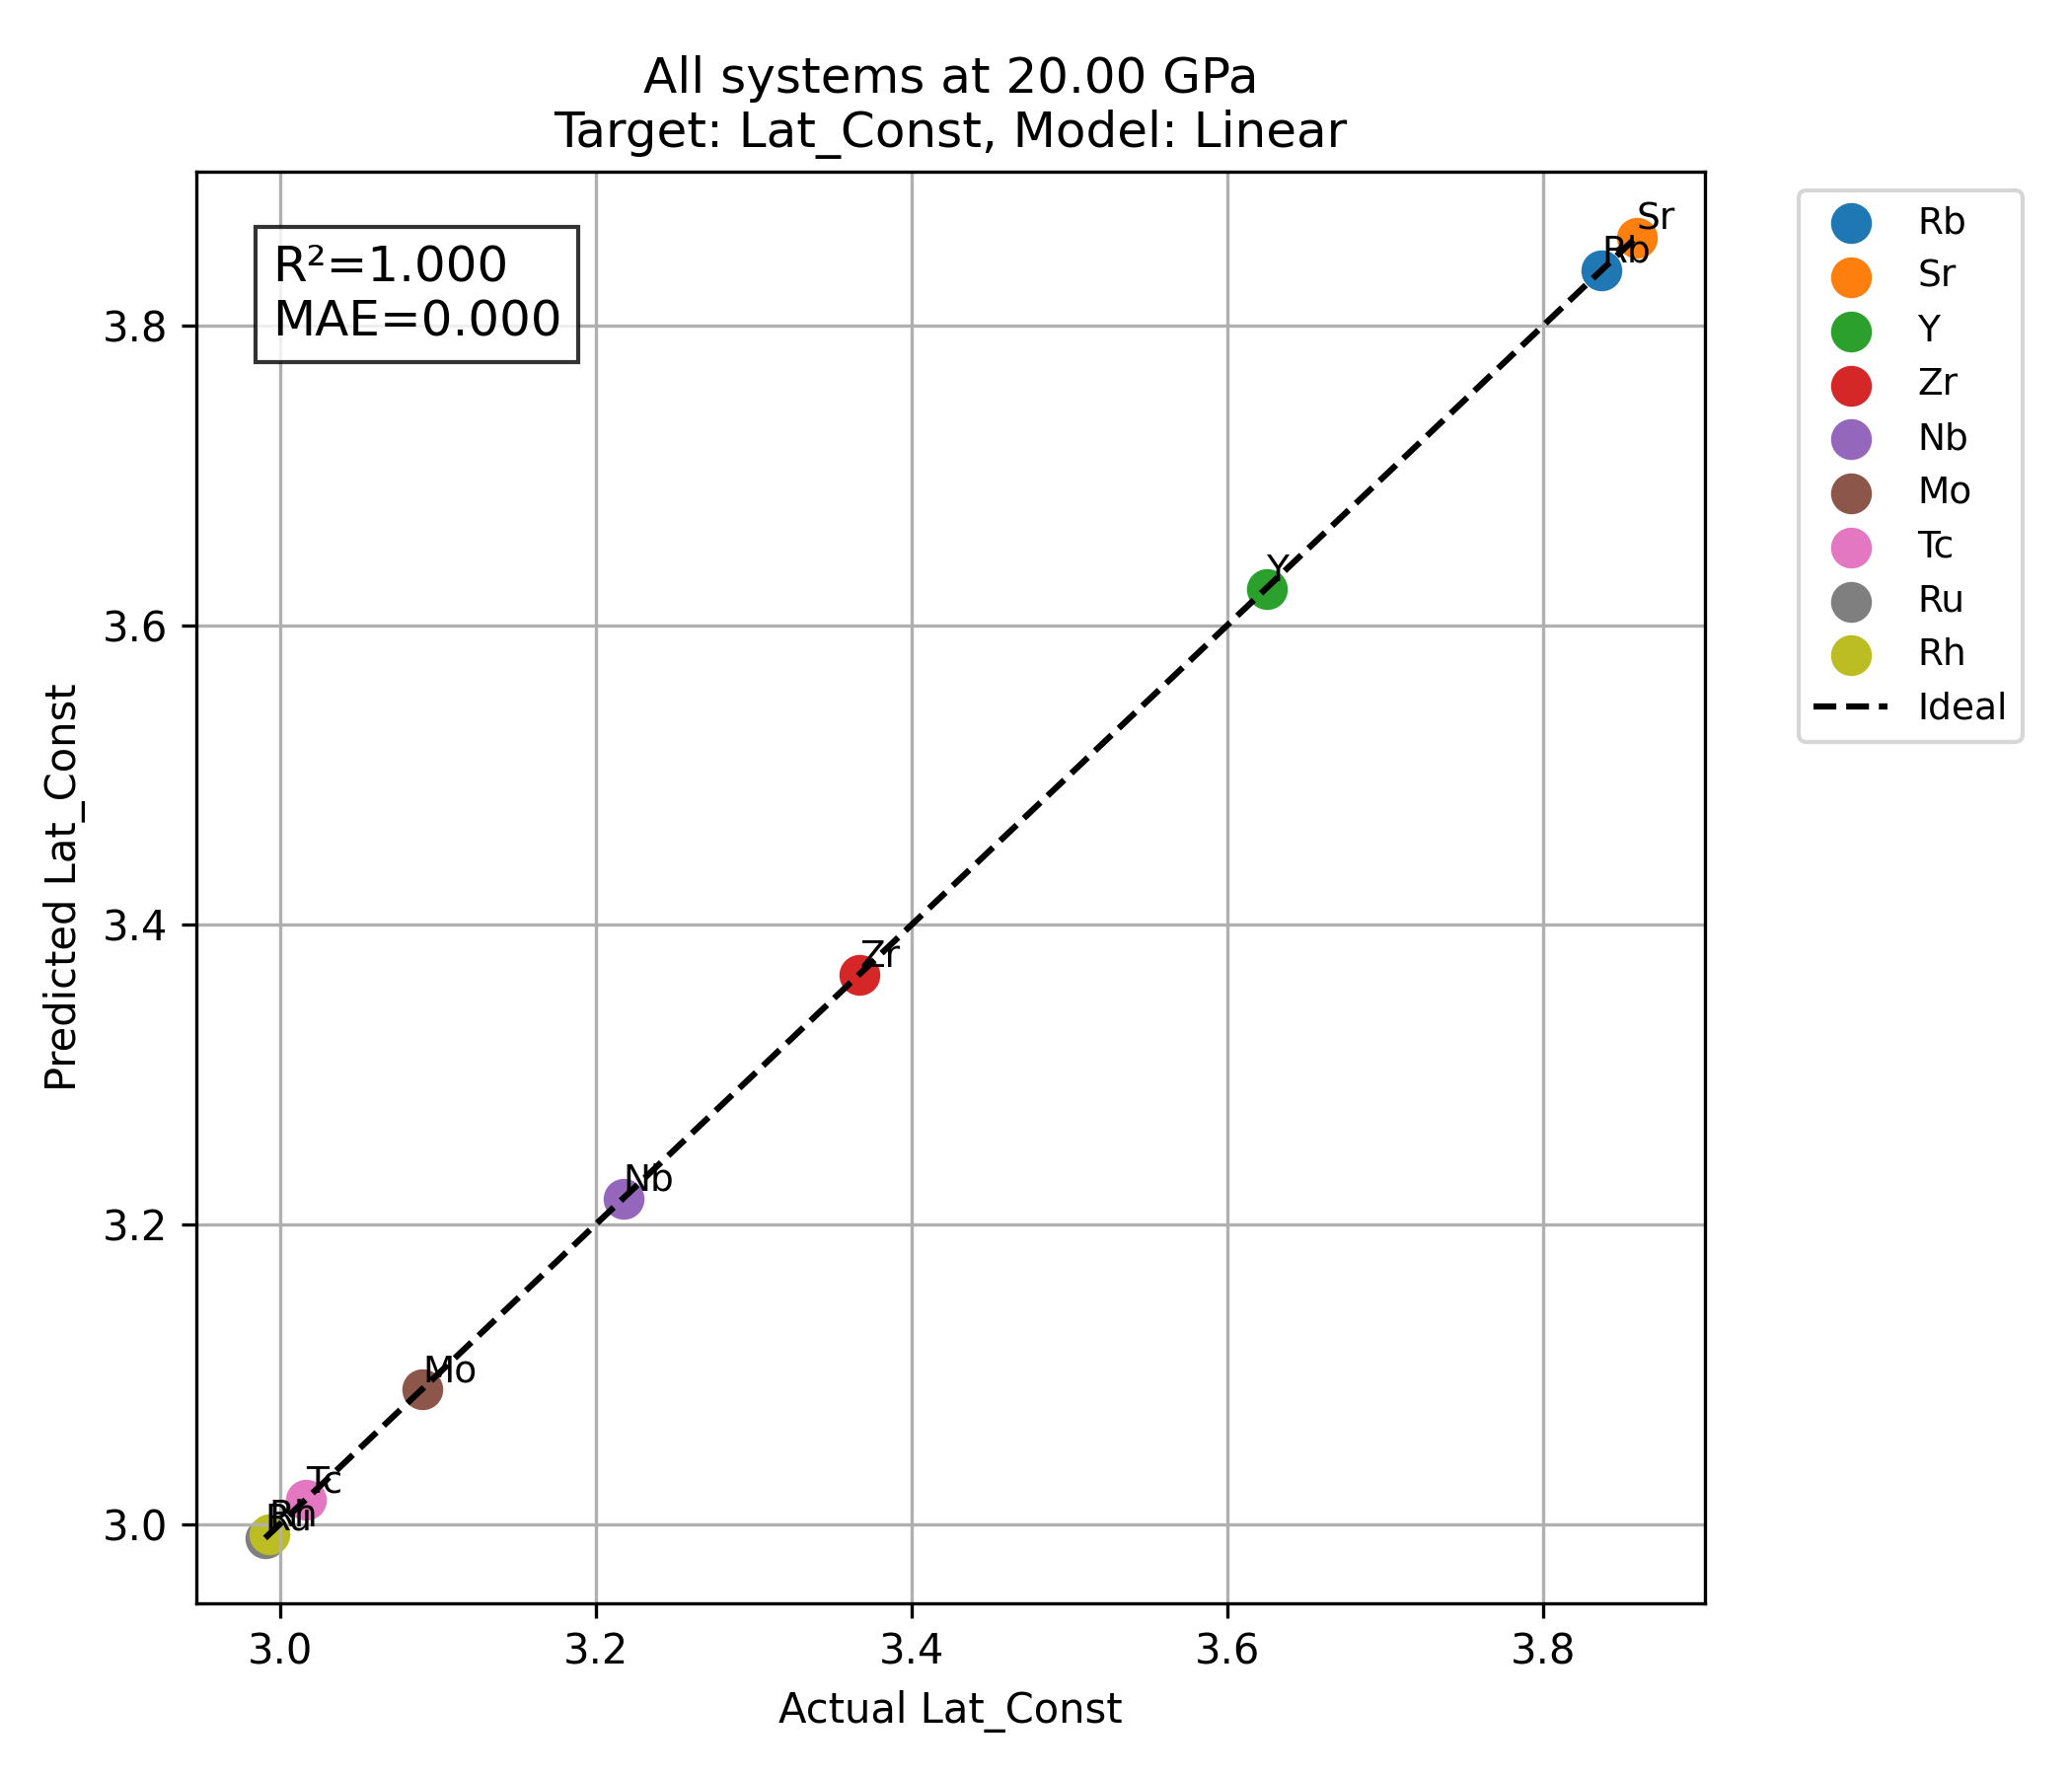 All systems at 20.00 GPa
Target: Lat_Const, Model: Linear
R²=1.000
MAE=0.000
Sr
Rb
Y
Zr
Nb
Mo
Tc
Rh
Ru
3.8
3.6
3.4
3.2
3.0
Predicted Lat_Const
3.0
3.2
3.4
3.6
3.8
Actual Lat_Const
Rb
Sr
Y
Zr
Nb
Mo
Tc
Ru
Rh
Ideal